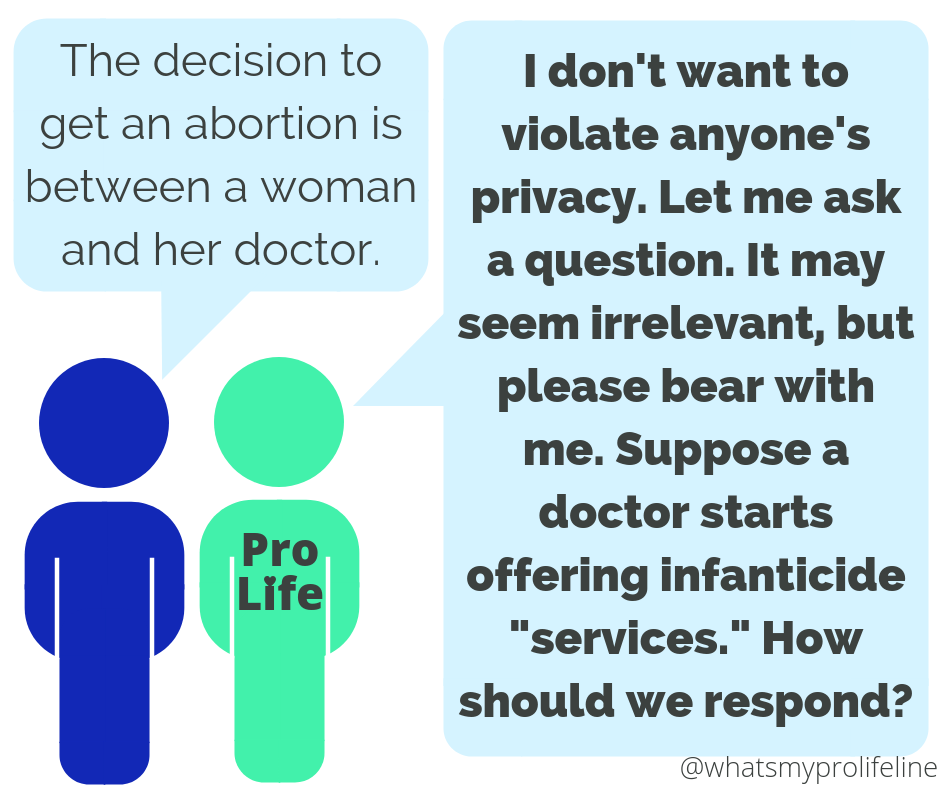 The decision to
get an abortion is
between a woman
and her doctor.
I don't want to
violate anyone's
privacy. Let me ask
a question. It may
seem irrelevant, but
please bear with
me. Suppose a
doctor starts
offering infanticide
"services." How
should we respond?
Pro
Life
@whatsmyprolifeline